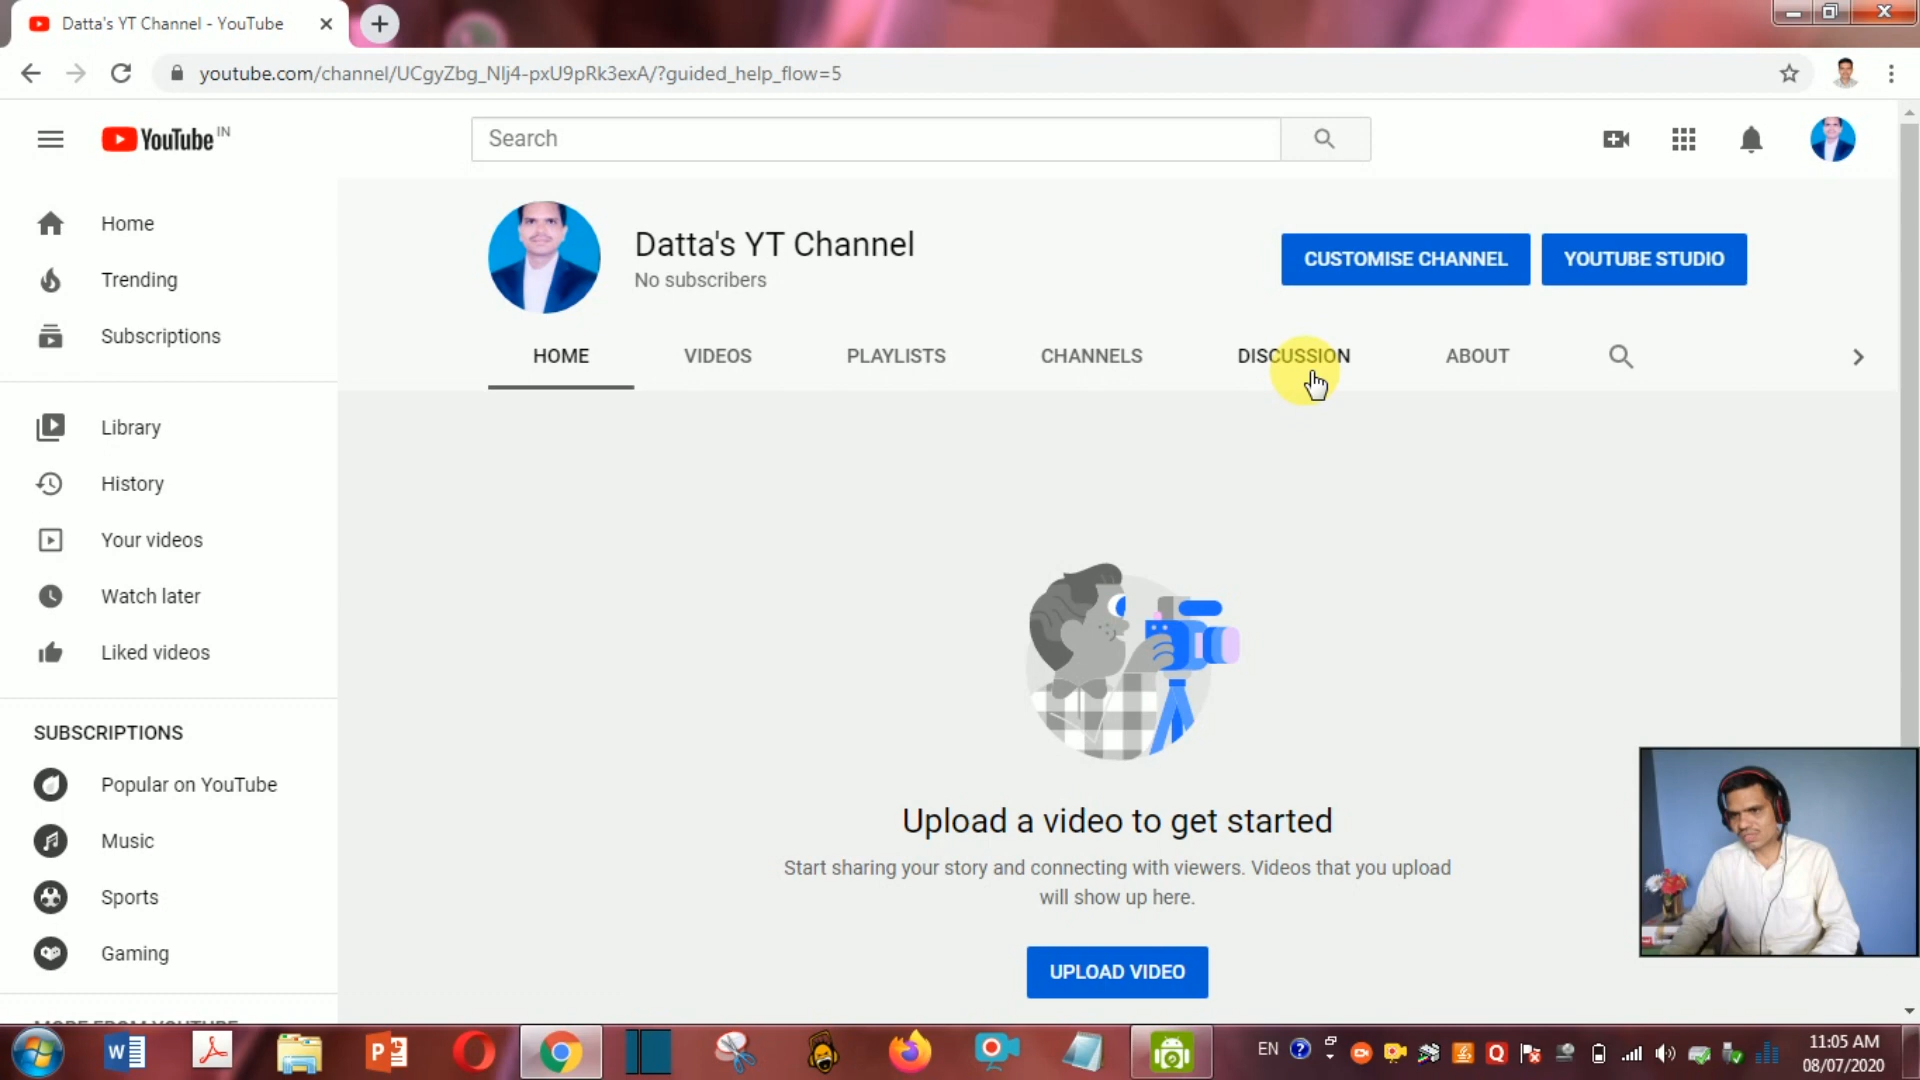 Datta's YT Channel - YouTube
youtube.com/channel/UCgyZbg_NIj4-pxU9pRk3exA/?guided_help_flow=5
YouTube IN
Search
Home
Trending
Subscriptions
Library
History
Your videos
Watch later
Liked videos
SUBSCRIPTIONS
Popular on YouTube
Music
Sports
Gaming
MORE FROM YOUTUBE
Datta's YT Channel
No subscribers
CUSTOMISE CHANNEL
YOUTUBE STUDIO
HOME
VIDEOS
PLAYLISTS
CHANNELS
DISCUSSION
ABOUT
Upload a video to get started
Start sharing your story and connecting with viewers. Videos that you upload
will show up here.
UPLOAD VIDEO
EN
11:05 AM
08/07/2020